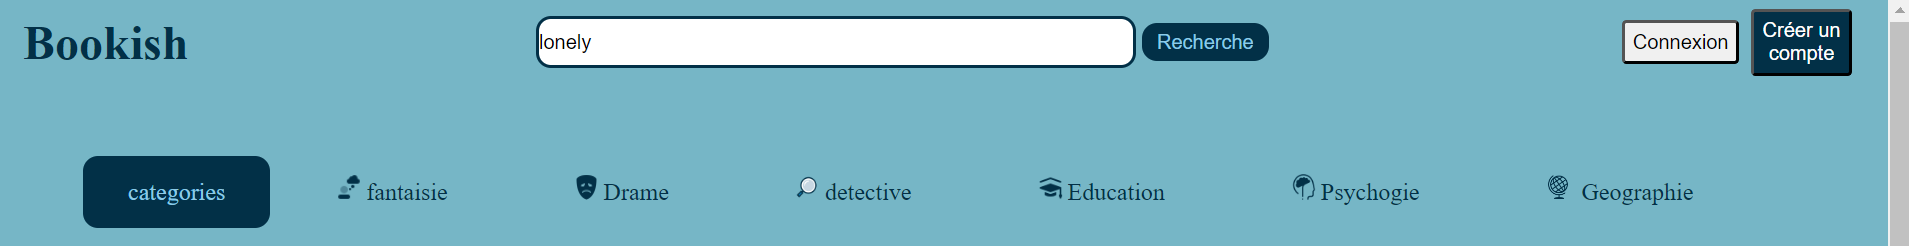 Bookish
lonely
Recherche
Connexion
Créer un
compte
categories
fantaisie
Drame
detective
Education
Psychogie
Geographie